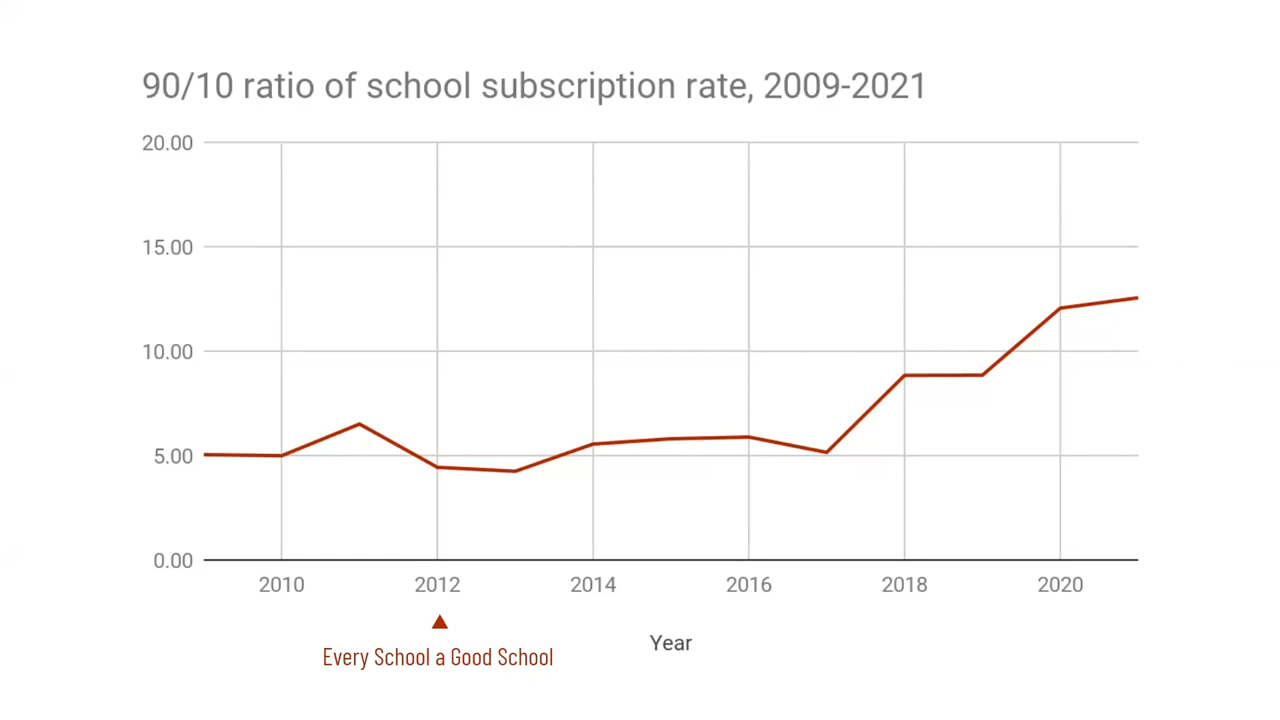 90/10 ratio of school subscription rate, 2009-2021
20.00
15.00
10.00
5.00
0.00
2010 2012 2014 2016 2018 2020
Year
Every School a Good School